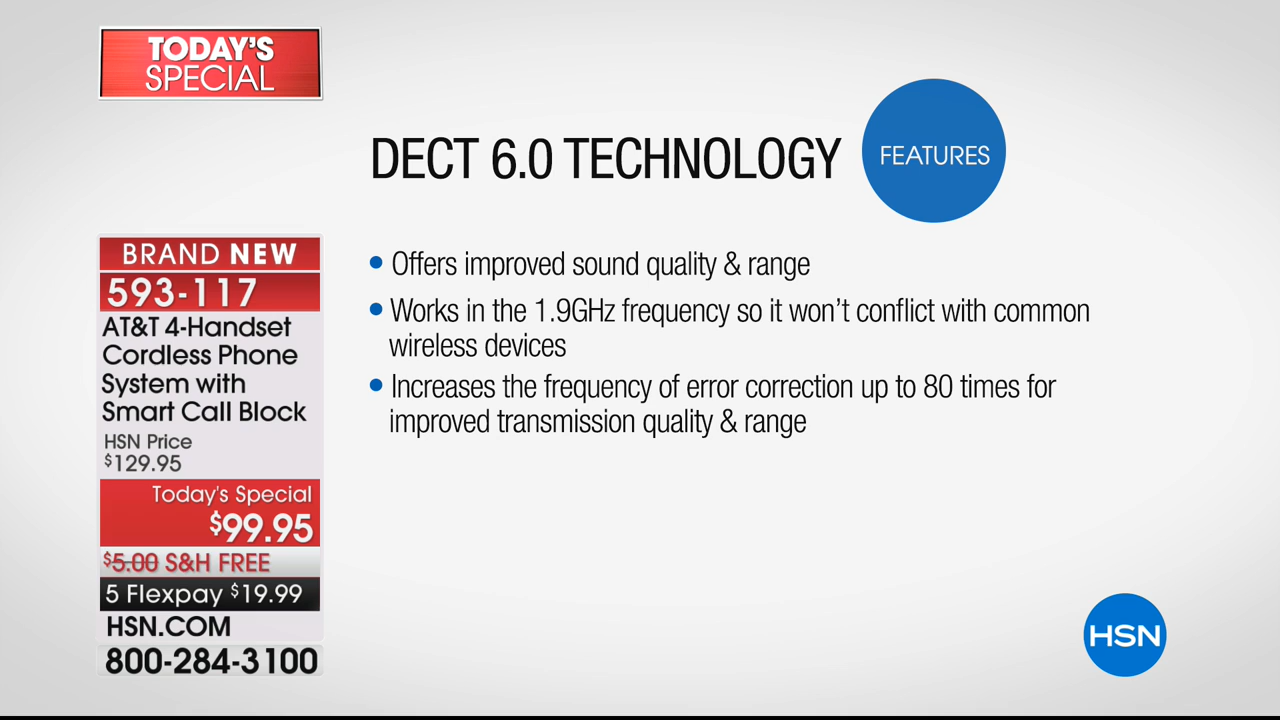 TODAY'S
SPECIAL
DECT 6.0 TECHNOLOGY
FEATURES
BRAND NEW
593-117
AT&T 4-Handset
Cordless Phone
System with
Smart Call Block
HSN Price
$129.95
Today's Special
$99.95
$5.00 S&H FREE
5 Flexpay $19.99
HSN.COM
800-284-3100
• Offers improved sound quality & range
• Works in the 1.9GHz frequency so it won't conflict with common
wireless devices
• Increases the frequency of error correction up to 80 times for
improved transmission quality & range
HSN